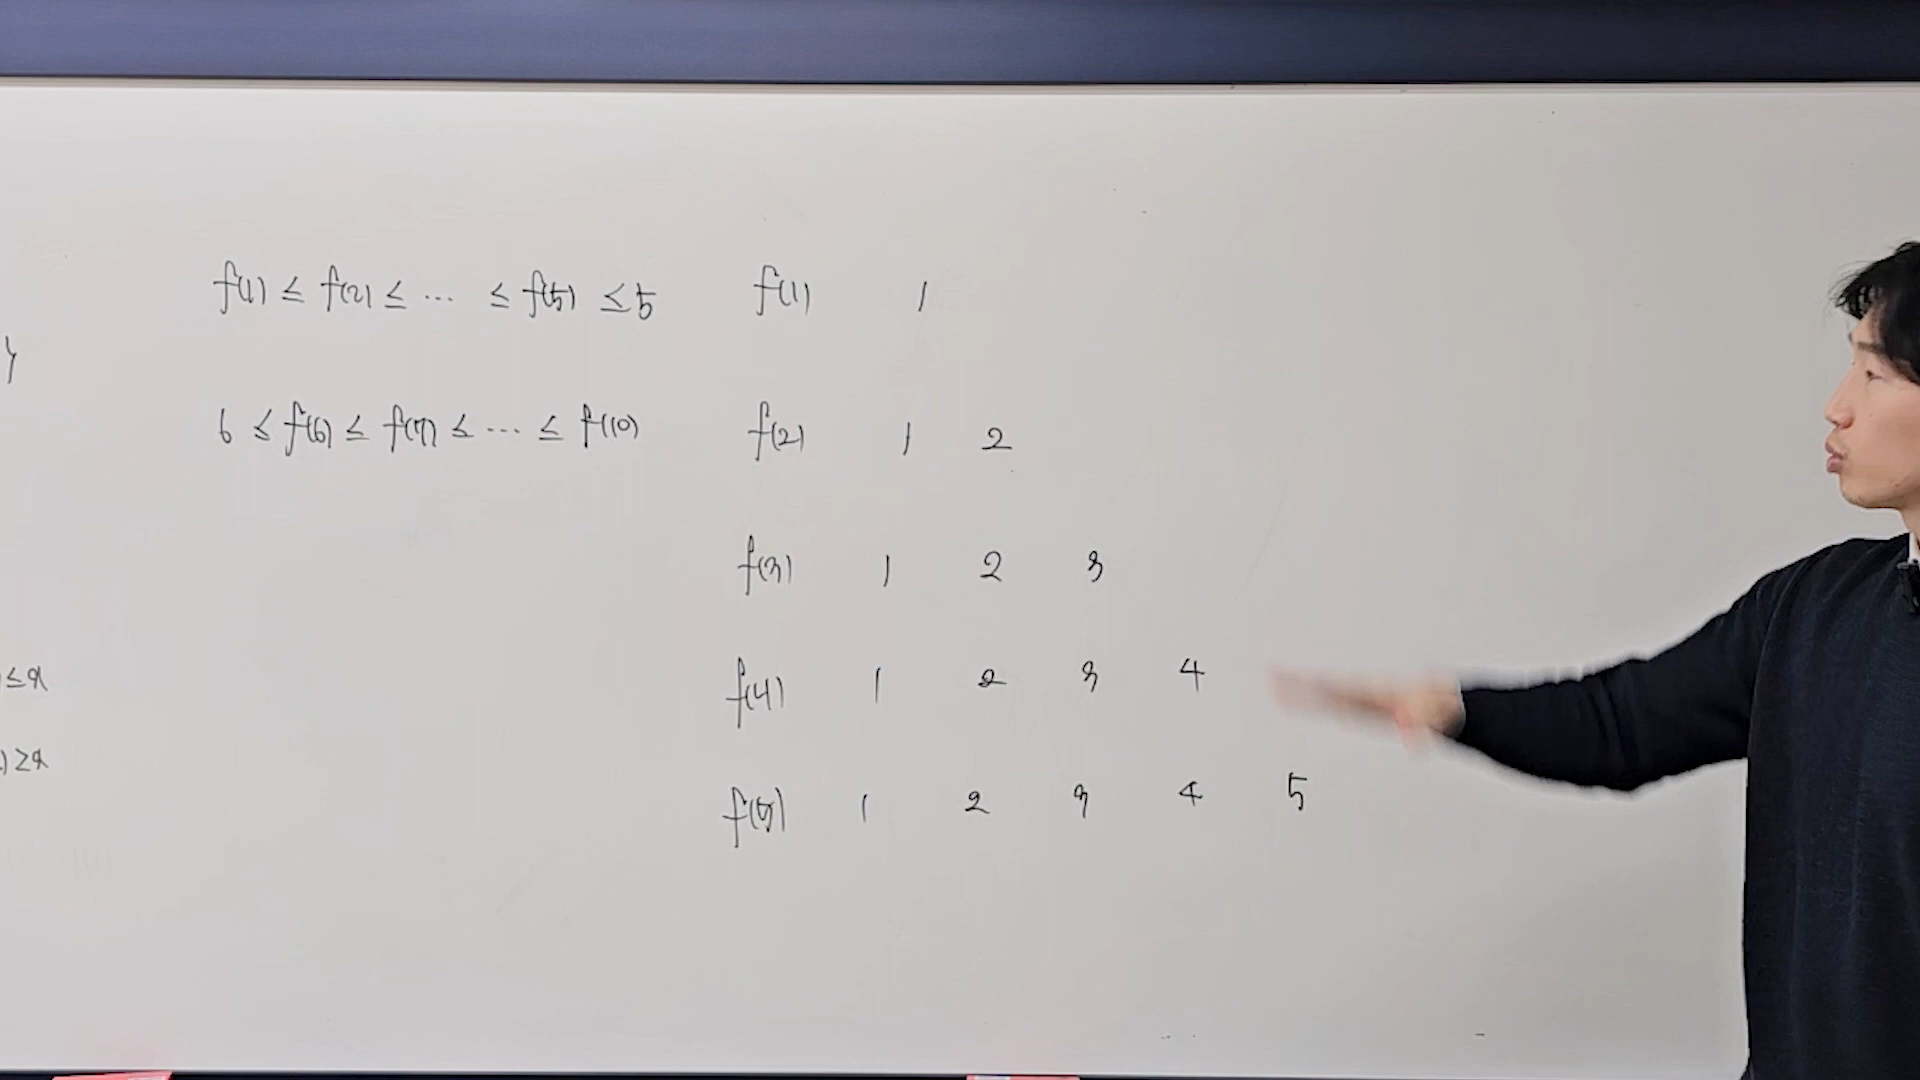 f(1) ≤ f(2) ≤ ... ≤ f(5) ≤ 5
6 ≤ f(6) ≤ f(7) ≤ ... ≤ f(10)
≤x
) ≥x
f(1) 1
f(2) 1 2
f(3) 1 2 3
f(4) 1 2 3 4
f(5) 1 2 3 4 5